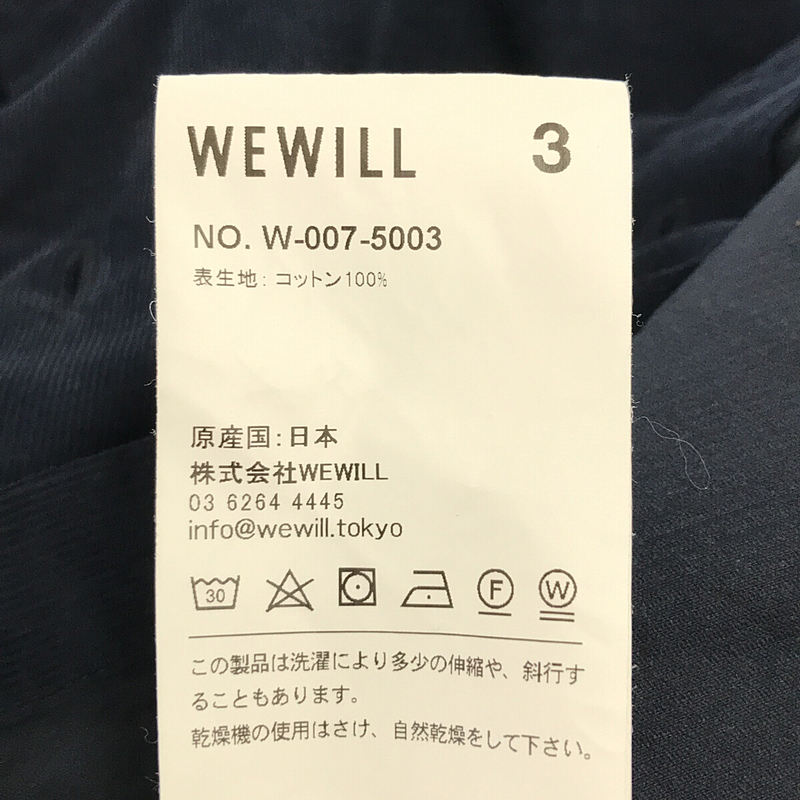 WEWILL 3
NO. W-007-5003
表生地: コットン100%
原産国:日本
株式会社WEWILL
03 6264 4445
info@wewill.tokyo
30 F W
この製品は洗濯により多少の伸縮や、斜行す
ることもあります。
乾燥機の使用はさけ、自然乾燥をして下さい。